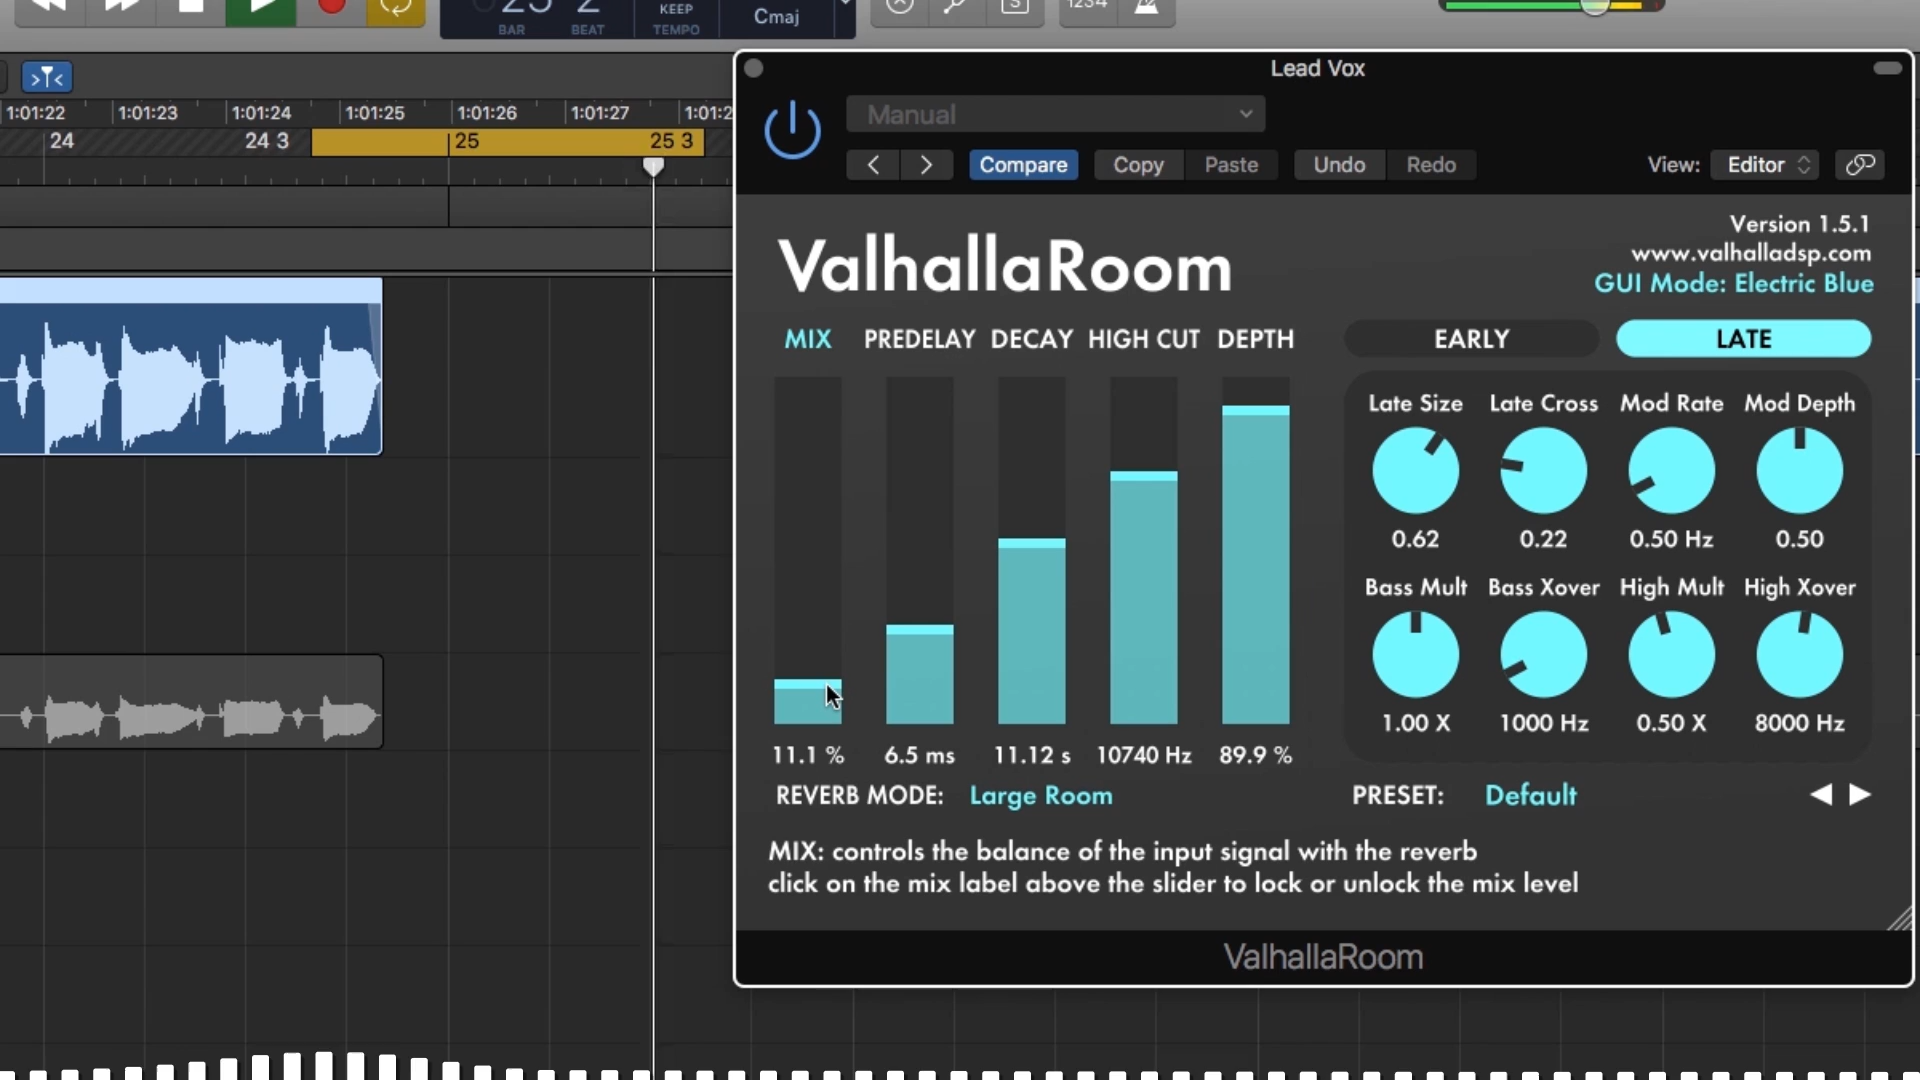 BAR
2
BEAT
KEEP
TEMPO
Cmaj
S
1234
Lead Vox
1:01:22 1:01:23 1:01:24 1:01:25 1:01:26 1:01:27
24 24 3 25 25 3
Manual
Compare Copy Paste Undo Redo View: Editor
ValhallaRoom
Version 1.5.1
www.valhalladsp.com
GUI Mode: Electric Blue
MIX PREDELAY DECAY HIGH CUT DEPTH
EARLY LATE
Late Size Late Cross Mod Rate Mod Depth
0.62 0.22 0.50 Hz 0.50
Bass Mult Bass Xover High Mult High Xover
1.00 X 1000 Hz 0.50 X 8000 Hz
11.1 % 6.5 ms 11.12 s 10740 Hz 89.9 %
REVERB MODE: Large Room
PRESET: Default
MIX: controls the balance of the input signal with the reverb
click on the mix label above the slider to lock or unlock the mix level
ValhallaRoom